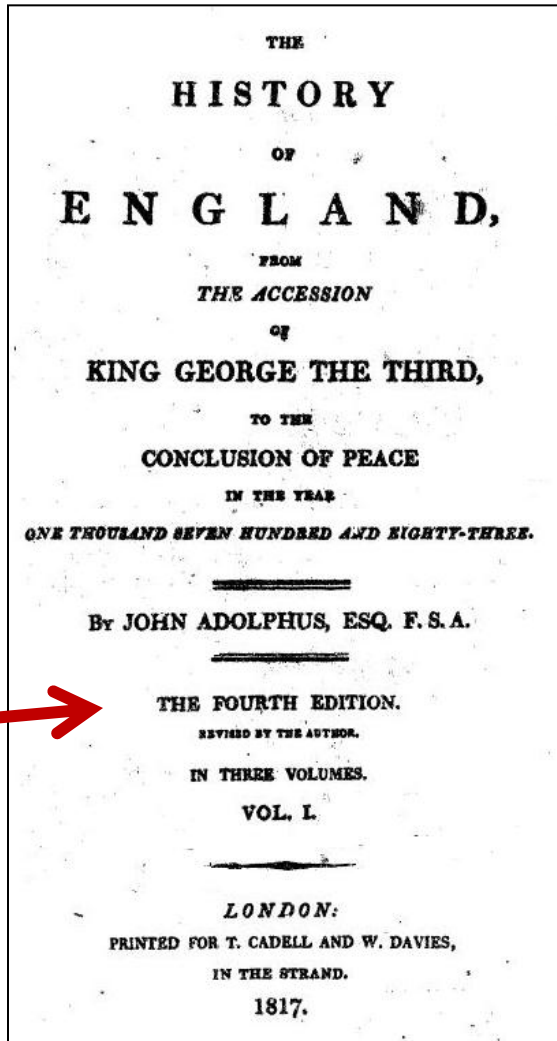 THE
HISTORY
OF
ENGLAND,
FROM
THE ACCESSION
OF
KING GEORGE THE THIRD,
TO THE
CONCLUSION OF PEACE
IN THE YEAR
ONE THOUSAND SEVEN HUNDRED AND EIGHTY-THREE.
BY JOHN ADOLPHUS, ESQ. F. S. A.
THE FOURTH EDITION.
REVISED BY THE AUTHOR.
IN THREE VOLUMES.
VOL. I.
LONDON:
PRINTED FOR T. CADELL AND W. DAVIES,
IN THE STRAND.
1817.